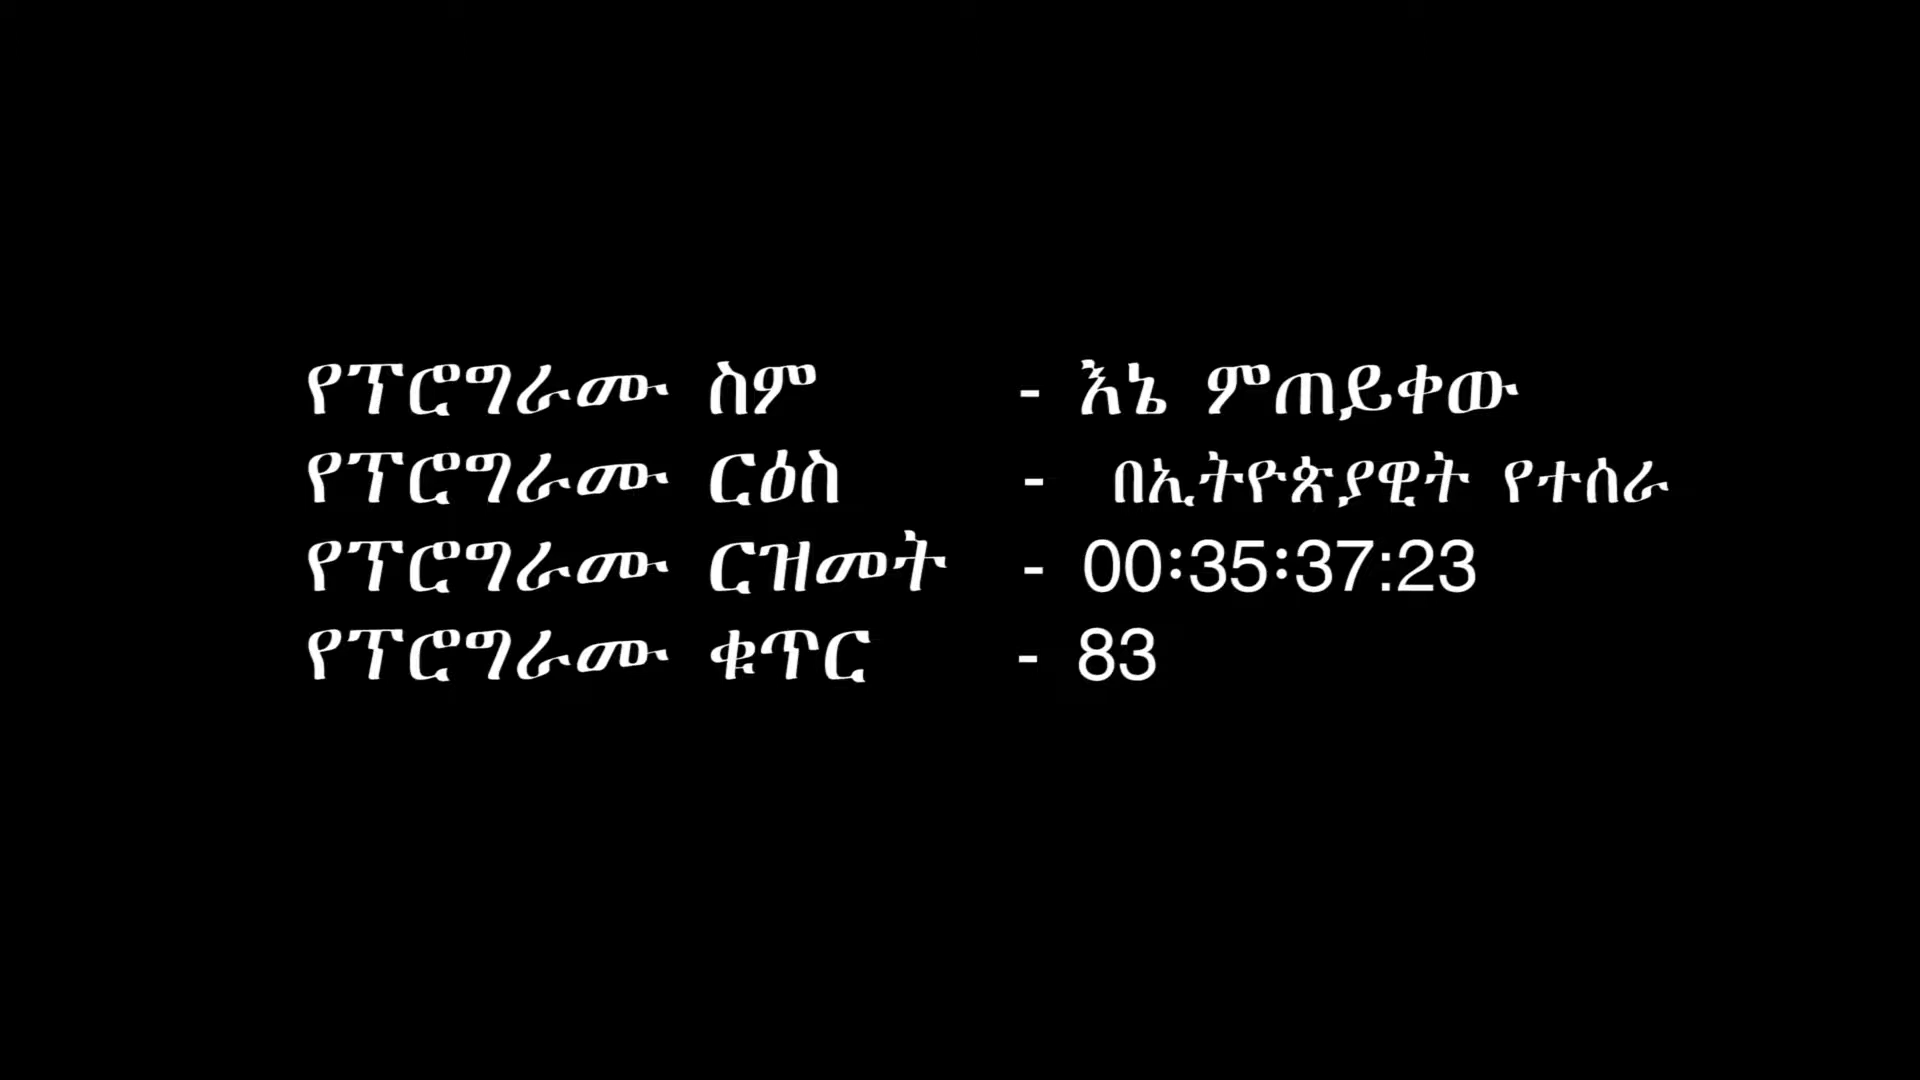 የፕሮግራሙ ስም - እኔ ምጠይቀው
የፕሮግራሙ ርዕስ - በኢትዮጵያዊት የተሰራ
የፕሮግራሙ ርዝመት - 00:35:37:23
የፕሮግራሙ ቁጥር - 83